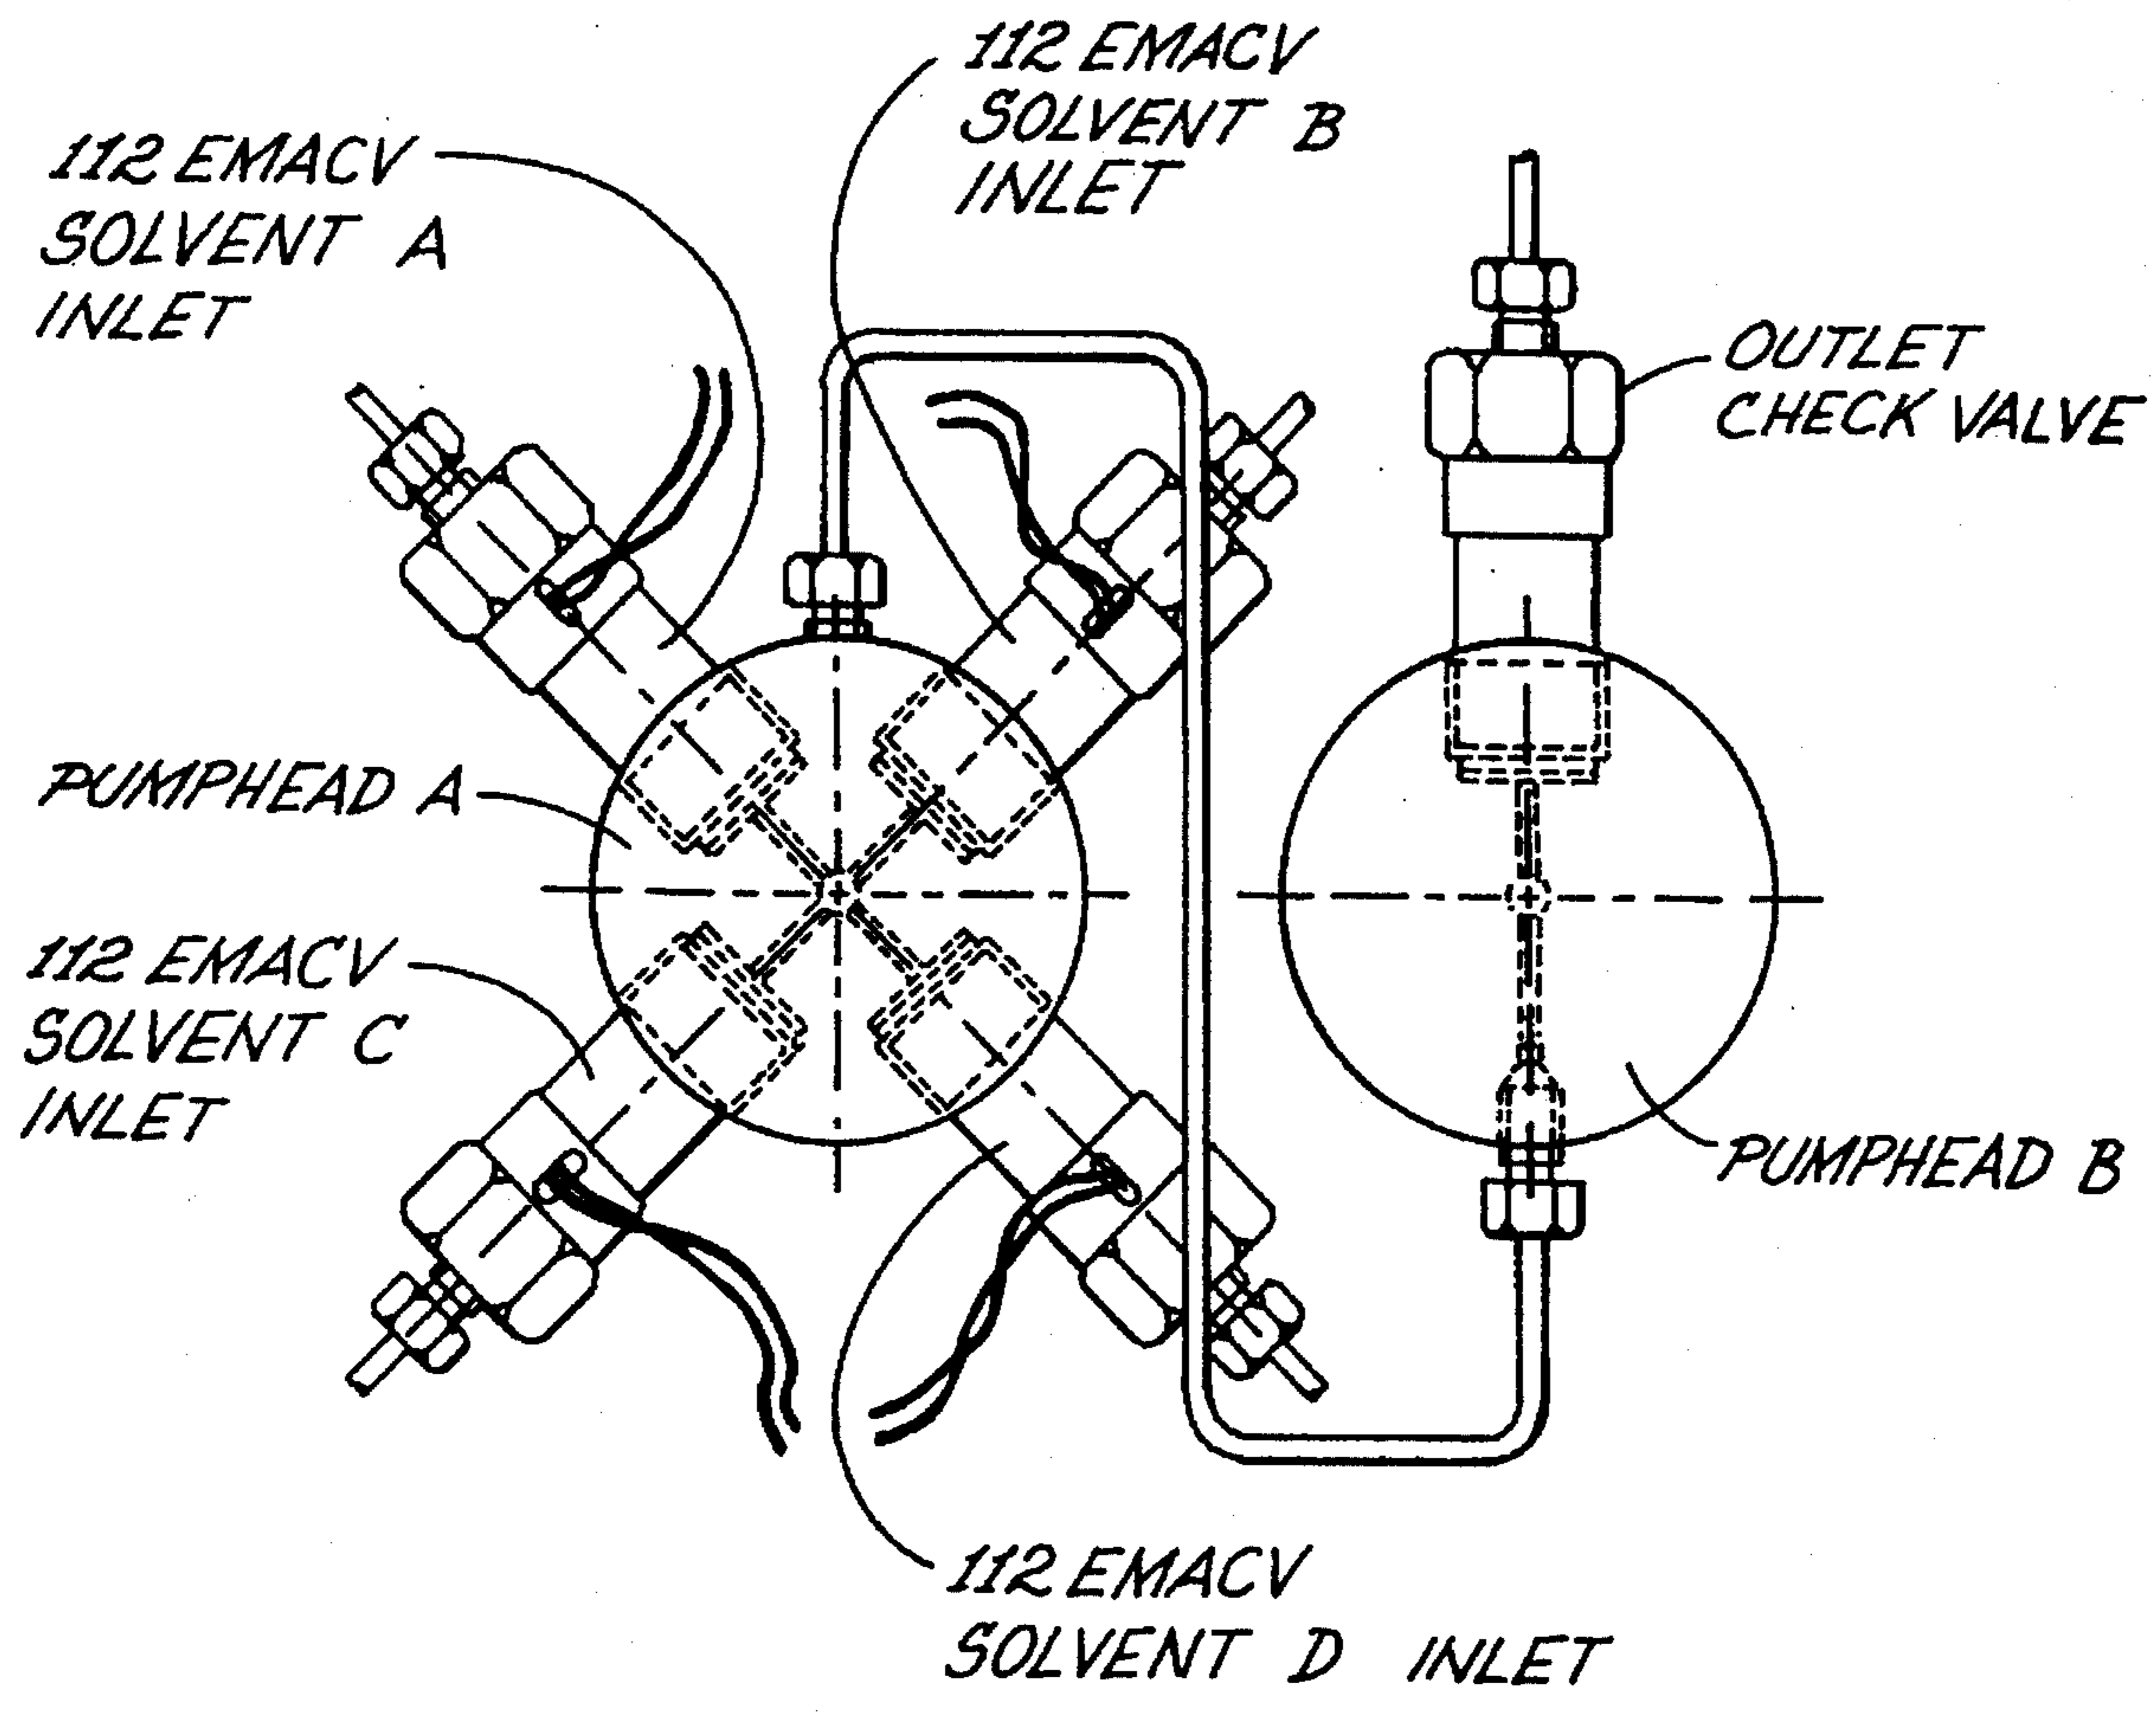 112 EMACV
SOLVENT B
INLET
112 EMACV
SOLVENT A
INLET
OUTLET
CHECK VALVE
PUMPHEAD A
112 EMACV
SOLVENT C
INLET
PUMPHEAD B
112 EMACV
SOLVENT D INLET